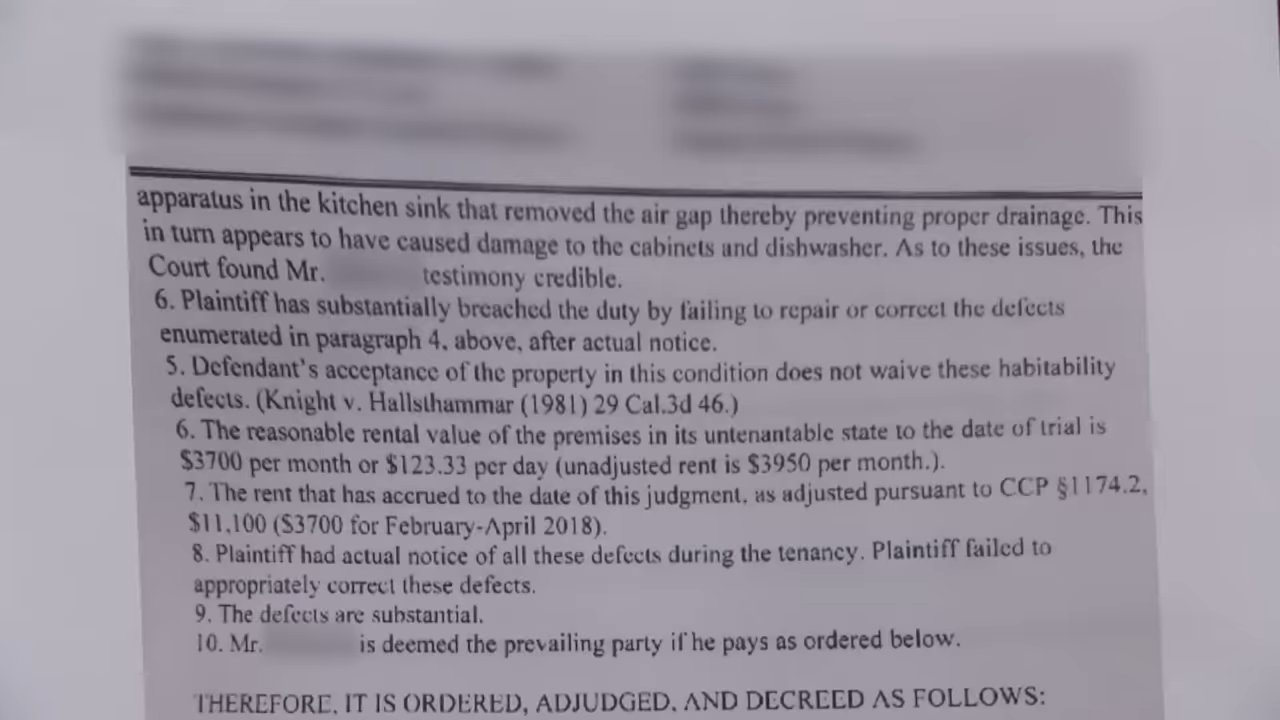 apparatus in the kitchen sink that removed the air gap thereby preventing proper drainage. This
in turn appears to have caused damage to the cabinets and dishwasher. As to these issues, the
Court found Mr. testimony credible.
6. Plaintiff has substantially breached the duty by failing to repair or correct the defects
enumerated in paragraph 4, above, after actual notice.
5. Defendant's acceptance of the property in this condition does not waive these habitability
defects. (Knight v. Hallsthammar (1981) 29 Cal.3d 46.)
6. The reasonable rental value of the premises in its untenantable state to the date of trial is
$3700 per month or $123.33 per day (unadjusted rent is $3950 per month.).
7. The rent that has accrued to the date of this judgment, as adjusted pursuant to CCP §1174.2,
$11,100 ($3700 for February-April 2018).
8. Plaintiff had actual notice of all these defects during the tenancy. Plaintiff failed to
appropriately correct these defects.
9. The defects are substantial.
10. Mr. is deemed the prevailing party if he pays as ordered below.
THEREFORE, IT IS ORDERED, ADJUDGED, AND DECREED AS FOLLOWS: